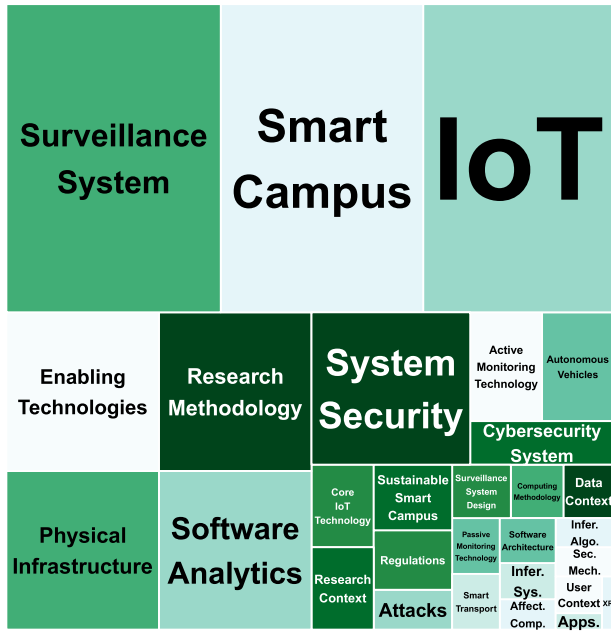 Surveillance
System
Smart
Campus
IoT
Enabling
Technologies
Research
Methodology
System
Security
Active
Monitoring
Technology
Autonomous
Vehicles
Cybersecurity
System
Physical
Infrastructure
Software
Analytics
Core
IoT
Technology
Research
Context
Sustainable
Smart
Campus
Regulations
Attacks
Surveillance
System
Design
Computing
Methodology
Data
Context
Passive
Monitoring
Technology
Software
Architecture
Smart
Transport
Infer.
Sys.
Affect.
Comp.
Infer.
Algo.
Sec.
Mech.
User
Context
XR
Apps.